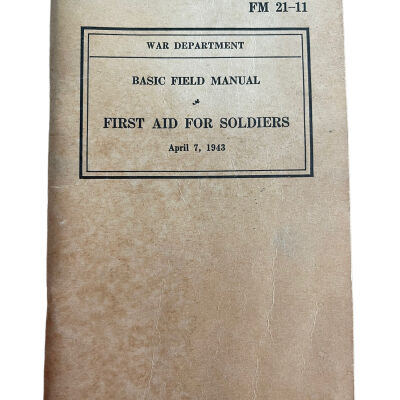 FM 21–11
WAR DEPARTMENT
BASIC FIELD MANUAL
FIRST AID FOR SOLDIERS
April 7, 1943